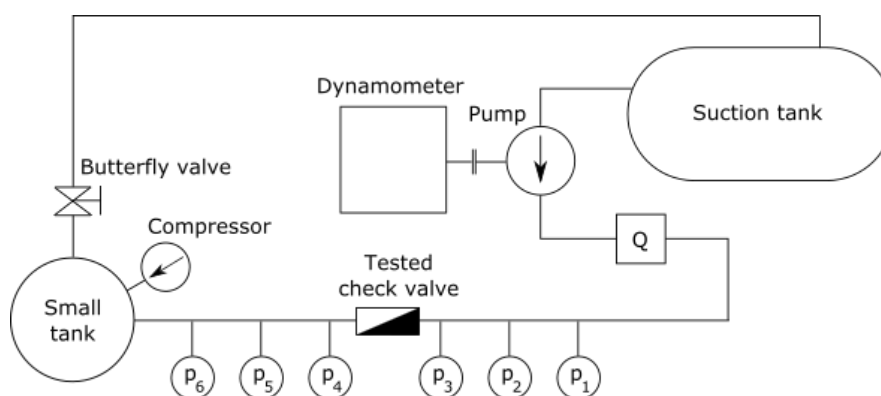 Dynamometer
Pump
Suction tank
Butterfly valve
Compressor
Q
Tested
check valve
Small
tank
p6 p5 p4 p3 p2 p1